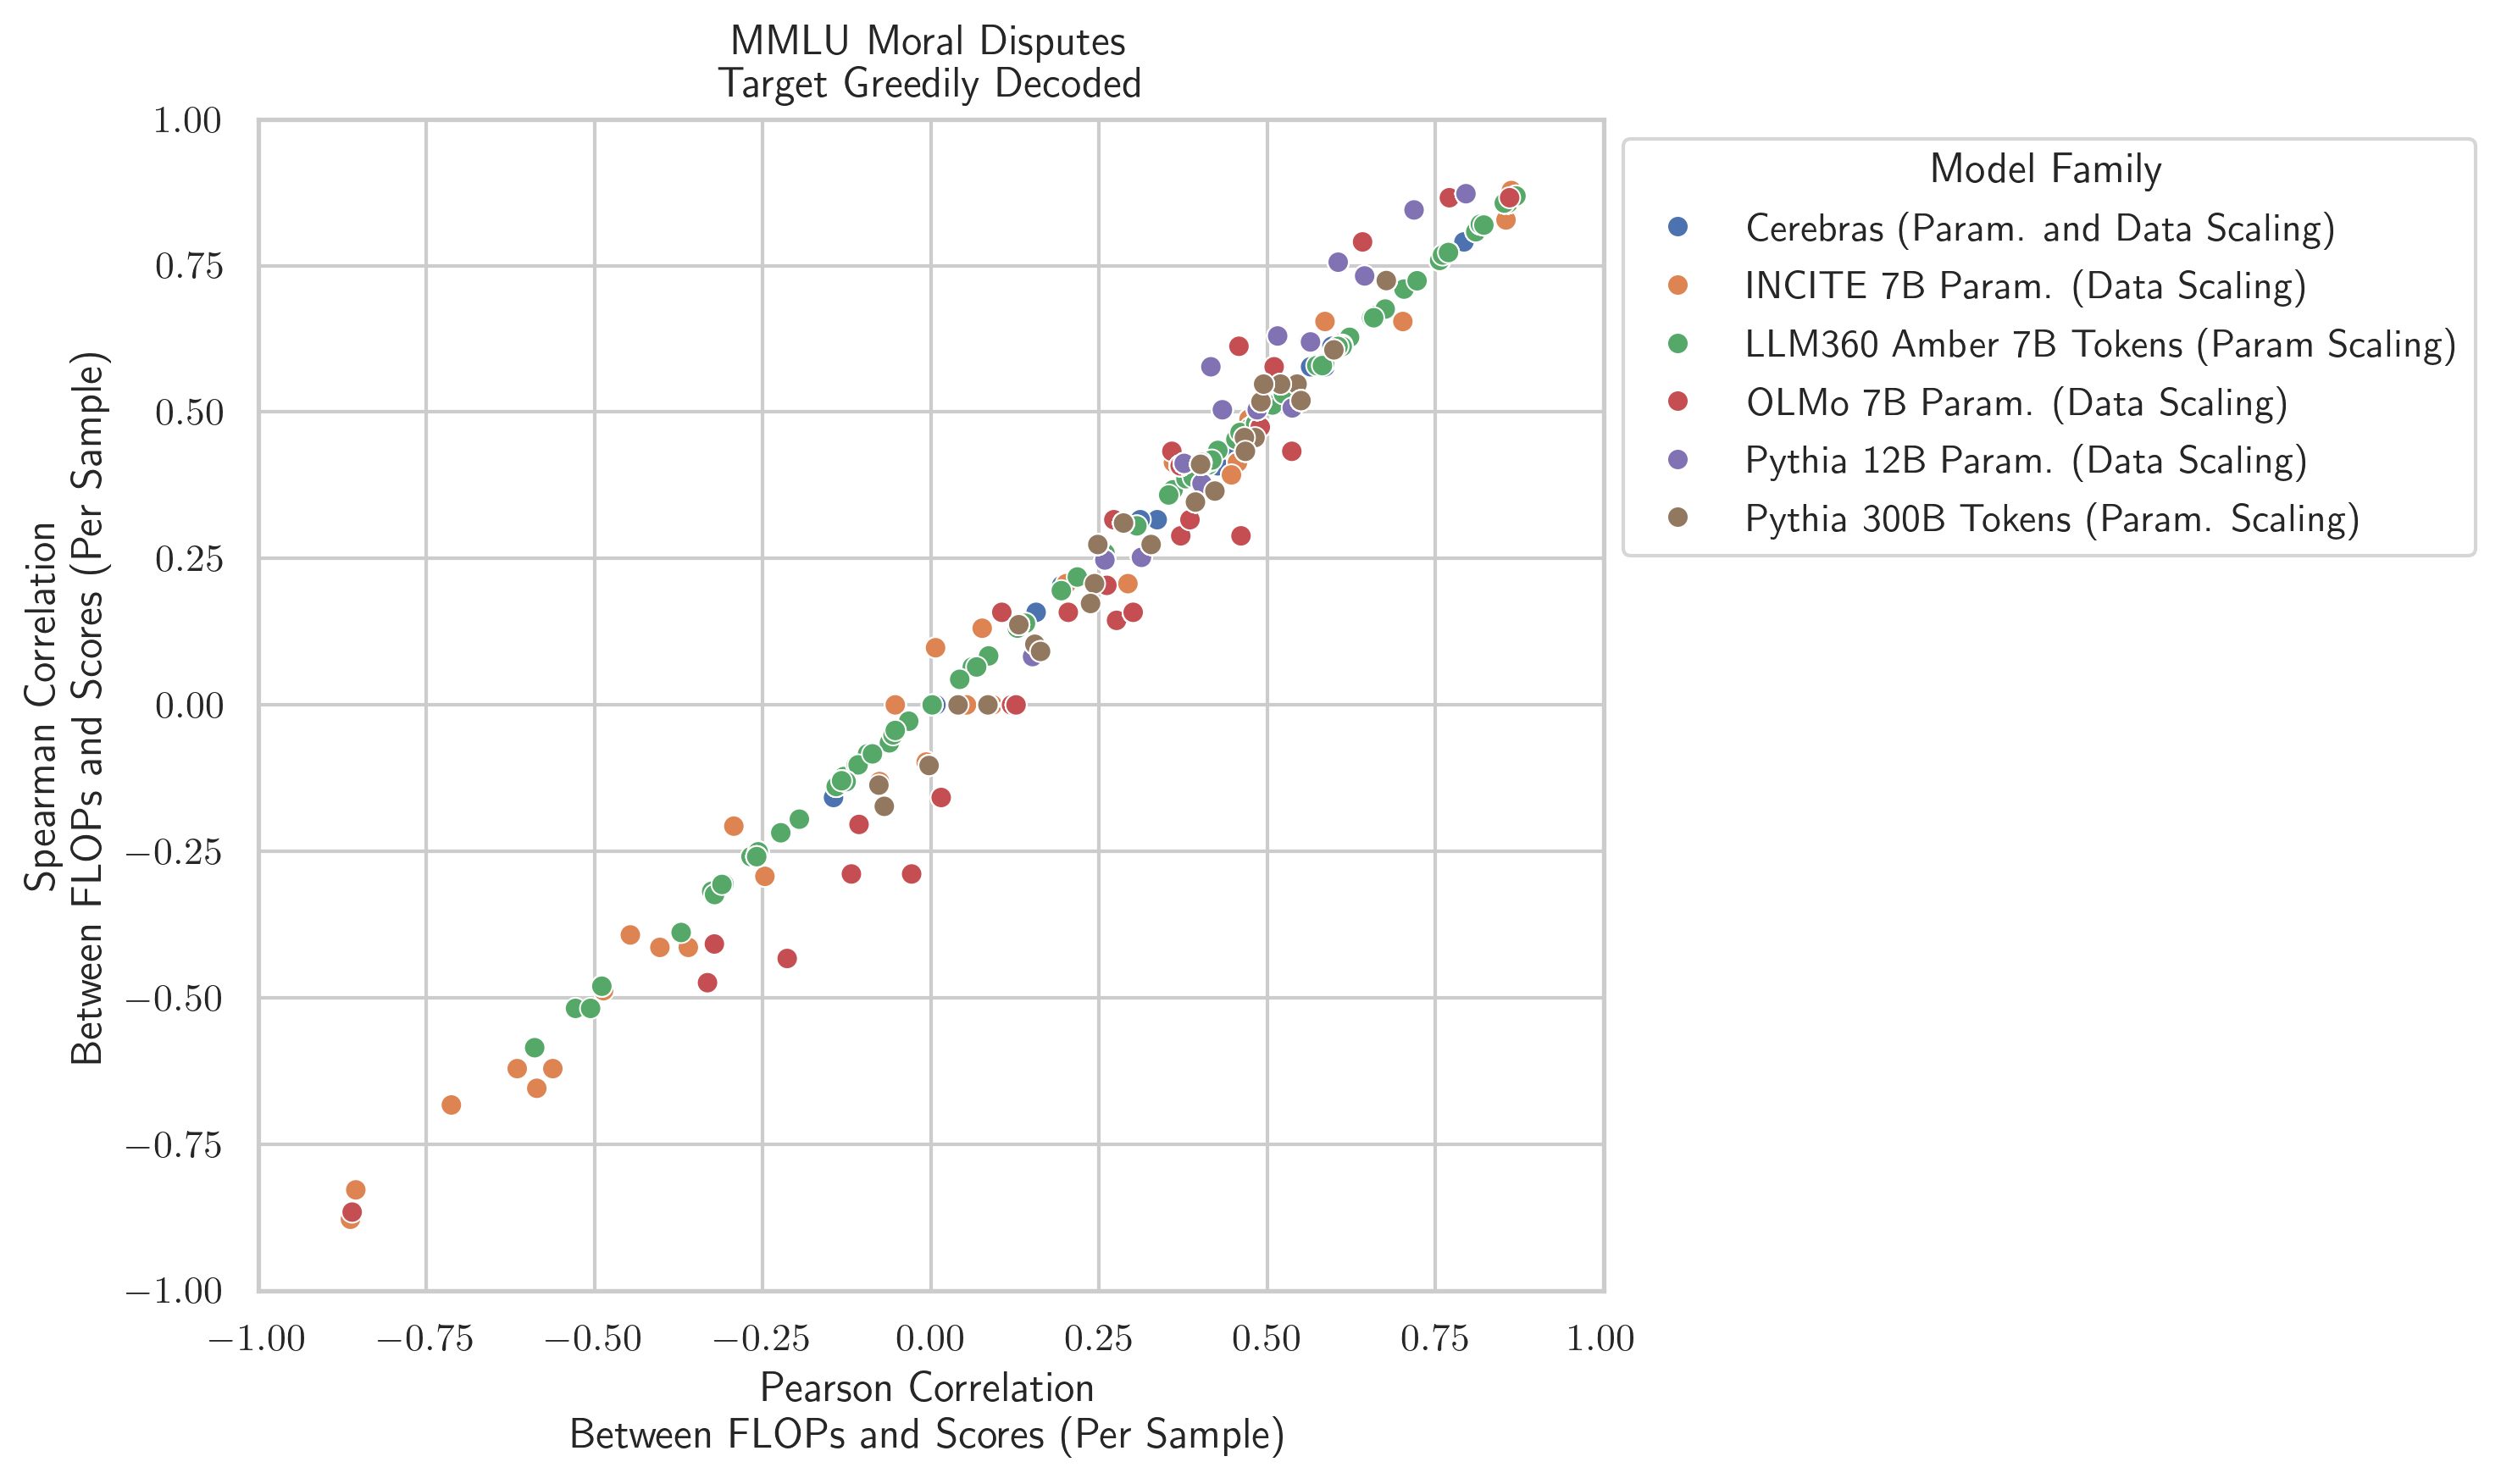 MMLU Moral Disputes
Target Greedily Decoded
1.00
0.75
0.50
0.25
0.00
−0.25
−0.50
−0.75
−1.00
Spearman Correlation
Between FLOPs and Scores (Per Sample)
−1.00 −0.75 −0.50 −0.25 0.00 0.25 0.50 0.75 1.00
Pearson Correlation
Between FLOPs and Scores (Per Sample)
Model Family
Cerebras (Param. and Data Scaling)
INCITE 7B Param. (Data Scaling)
LLM360 Amber 7B Tokens (Param Scaling)
OLMo 7B Param. (Data Scaling)
Pythia 12B Param. (Data Scaling)
Pythia 300B Tokens (Param. Scaling)